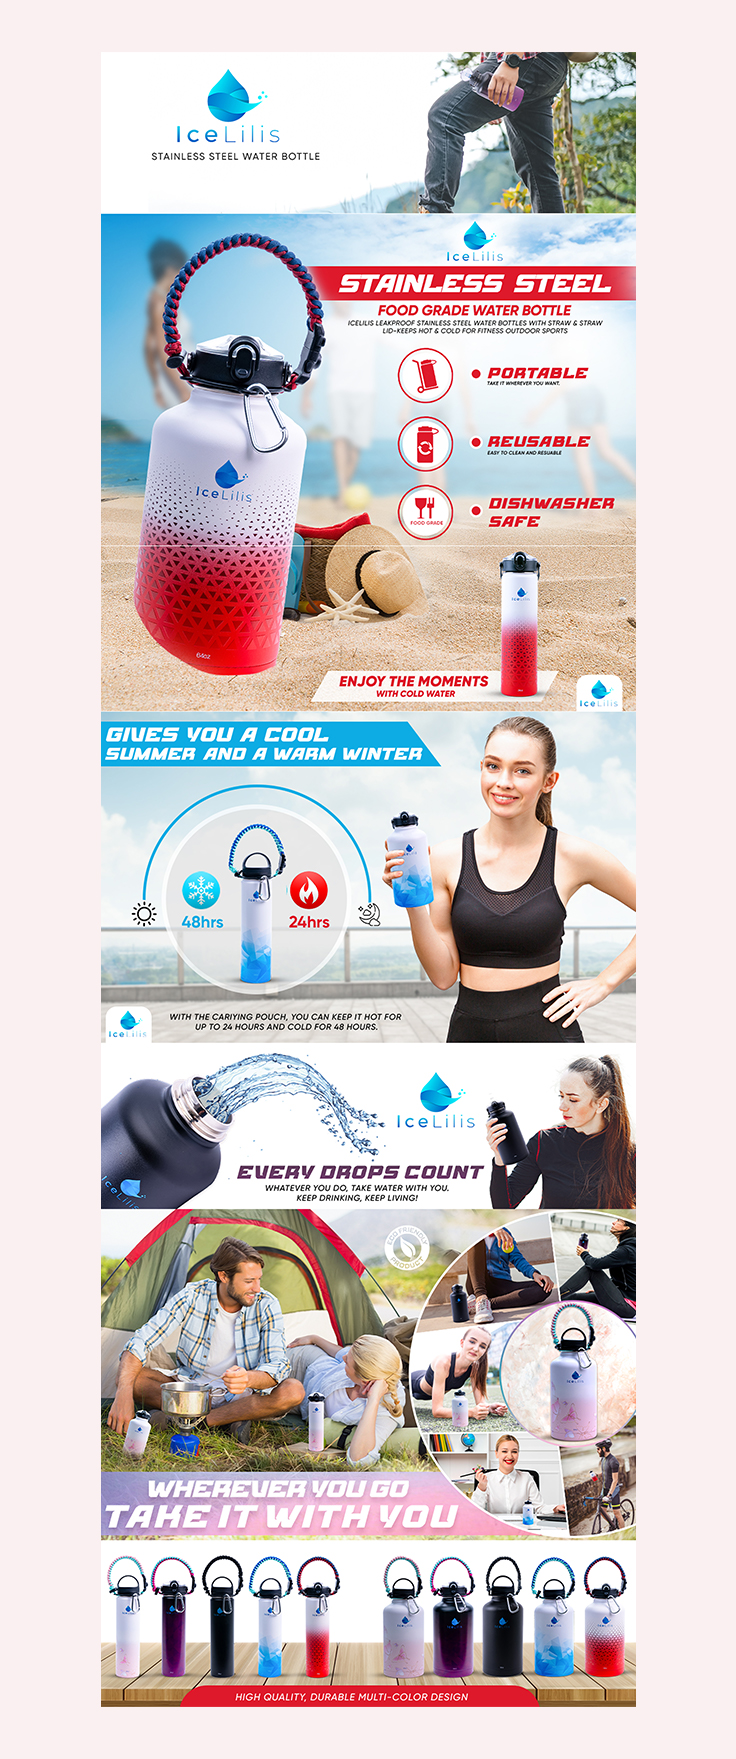 IceLilis
STAINLESS STEEL WATER BOTTLE
IceLilis
STAINLESS STEEL
FOOD GRADE WATER BOTTLE
ICELILIS LEAKPROOF STAINLESS STEEL WATER BOTTLES WITH STRAW & STRAW
LID-KEEPS HOT & COLD FOR FITNESS OUTDOOR SPORTS
PORTABLE
TAKE IT WHEREVER YOU WANT.
REUSABLE
EASY TO CLEAN AND RESUABLE
FOOD GRADE
DISHWASHER
SAFE
IceLilis
64oz
IceLilis
ENJOY THE MOMENTS
WITH COLD WATER
IceLilis
GIVES YOU A COOL
SUMMER AND A WARM WINTER
48hrs
24hrs
IceLilis
WITH THE CARIYING POUCH, YOU CAN KEEP IT HOT FOR
UP TO 24 HOURS AND COLD FOR 48 HOURS.
IceLilis
IceLilis
EVERY DROPS COUNT
WHATEVER YOU DO, TAKE WATER WITH YOU.
KEEP DRINKING, KEEP LIVING!
IceLilis
ECO FRIENDLY
PRODUCT
WHEREVER YOU GO
TAKE IT WITH YOU
HIGH QUALITY, DURABLE MULTI-COLOR DESIGN